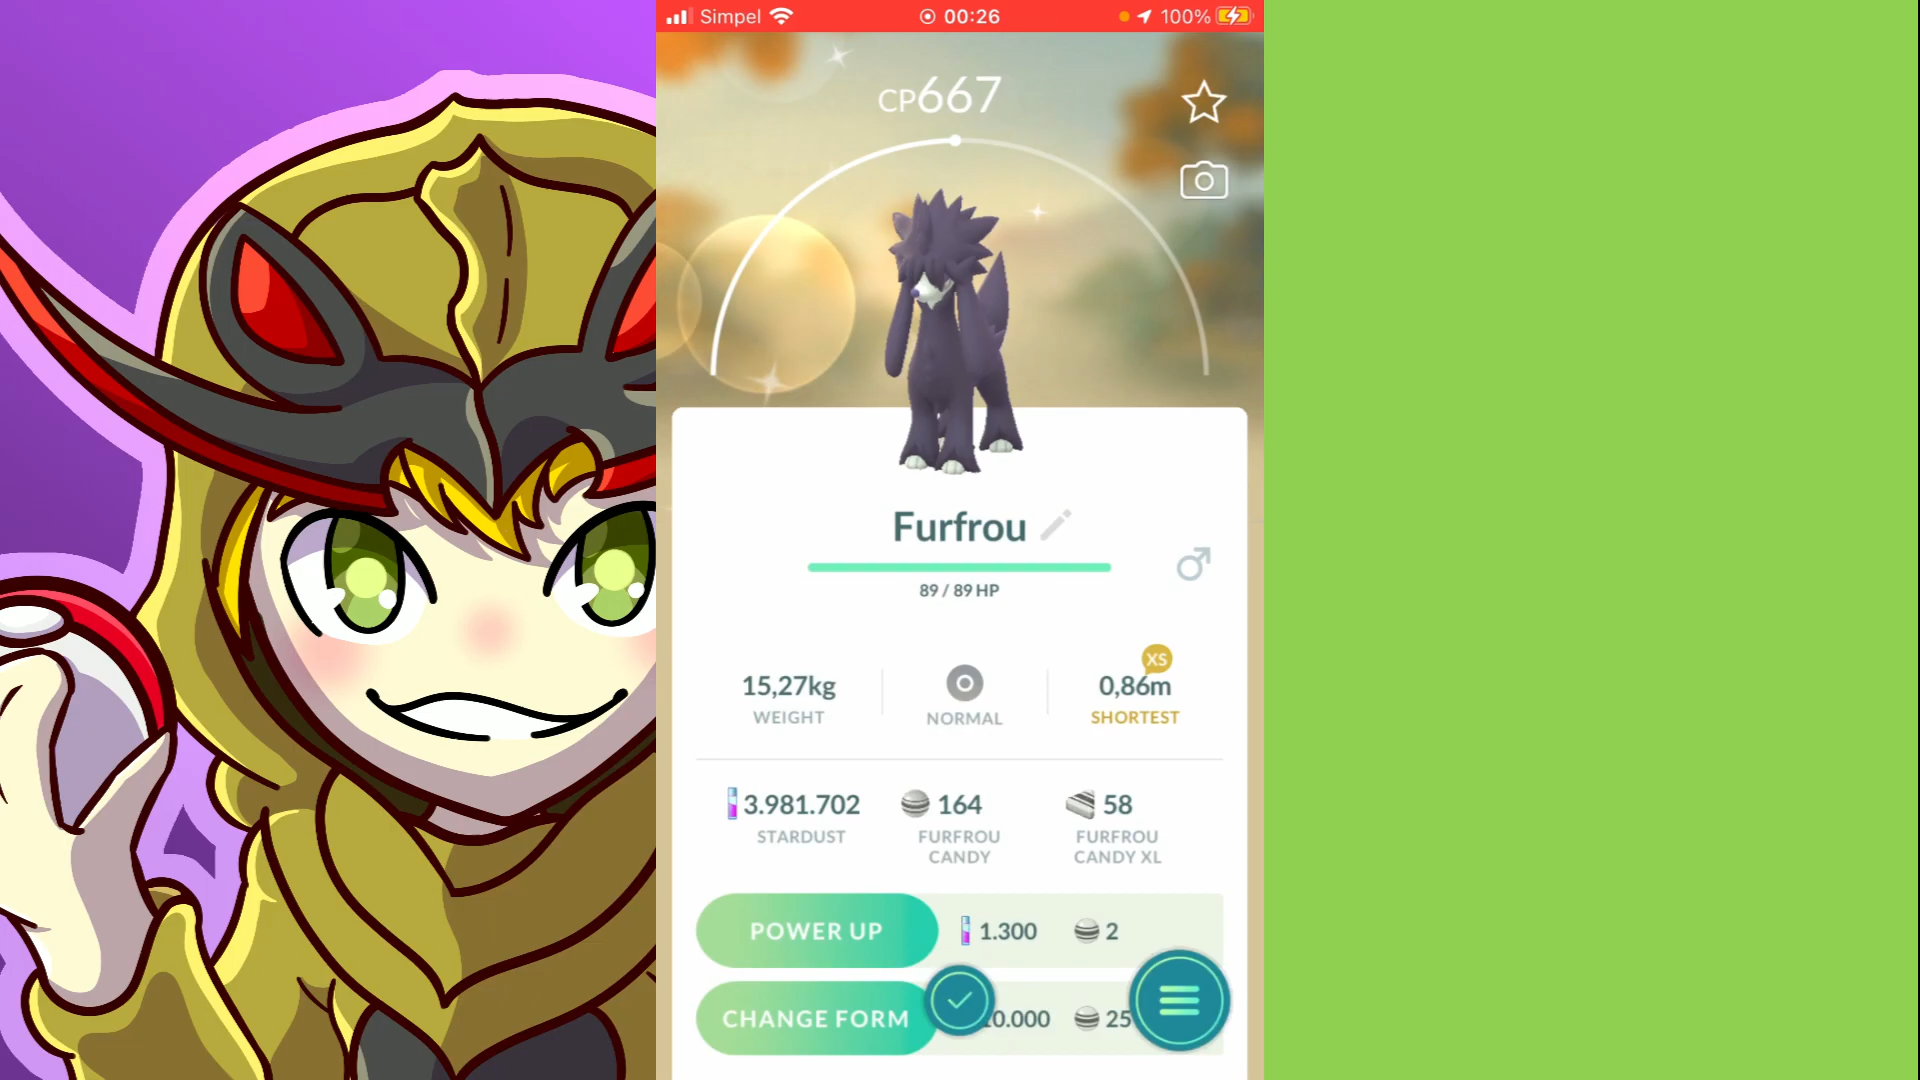 Simpel 00:26 100%
CP667
Furfrou
89 / 89 HP
XS
15,27kg 0,86m
WEIGHT NORMAL SHORTEST
3.981.702 164 58
STARDUST FURFROU FURFROU
CANDY CANDY XL
POWER UP 1.300 2
CHANGE FORM 0.000 25